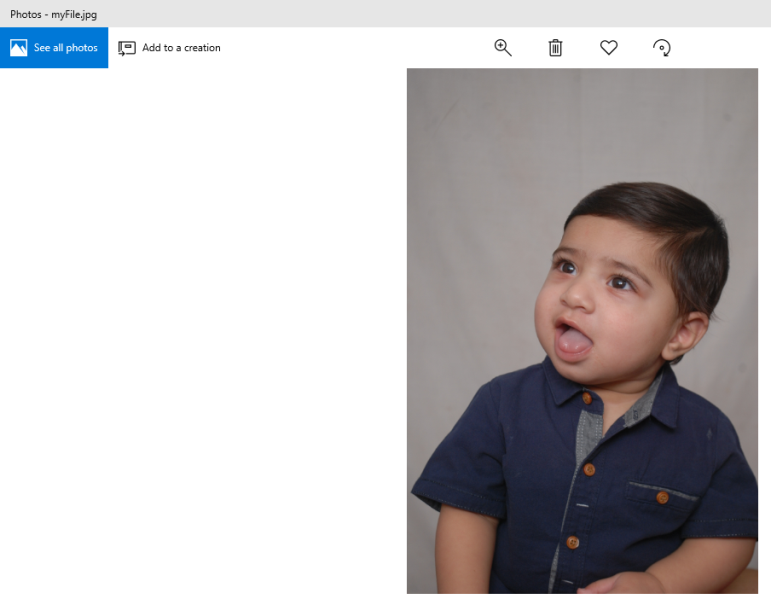 Photos - myFile.jpg
See all photos
Add to a creation